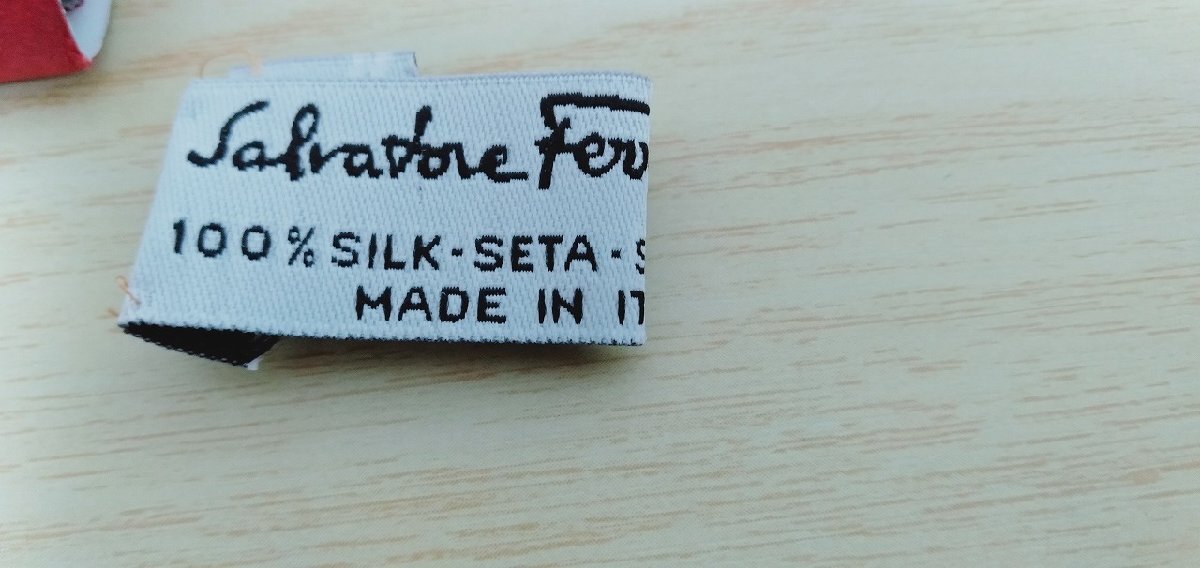 Salvatore Fer
100% SILK-SETA-S
MADE IN IT